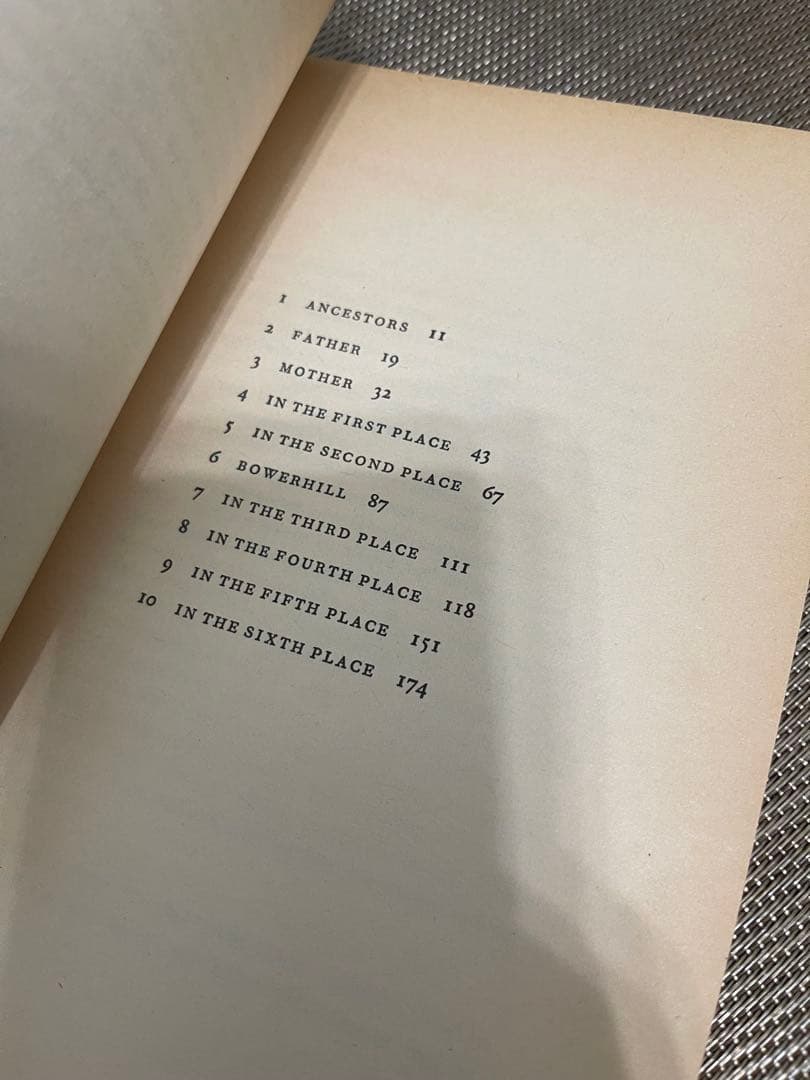 1 ANCESTORS 11
2 FATHER 19
3 MOTHER 32
4 IN THE FIRST PLACE 43
5 IN THE SECOND PLACE 67
6 BOWERHILL 87
7 IN THE THIRD PLACE 111
8 IN THE FOURTH PLACE 118
9 IN THE FIFTH PLACE 151
10 IN THE SIXTH PLACE 174